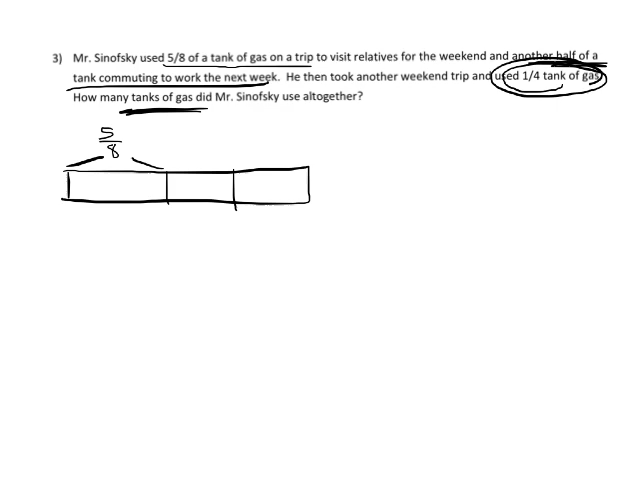 3) Mr. Sinofsky used 5/8 of a tank of gas on a trip to visit relatives for the weekend and another half of a
tank commuting to work the next week. He then took another weekend trip and used 1/4 tank of gas.
How many tanks of gas did Mr. Sinofsky use altogether?
5
8